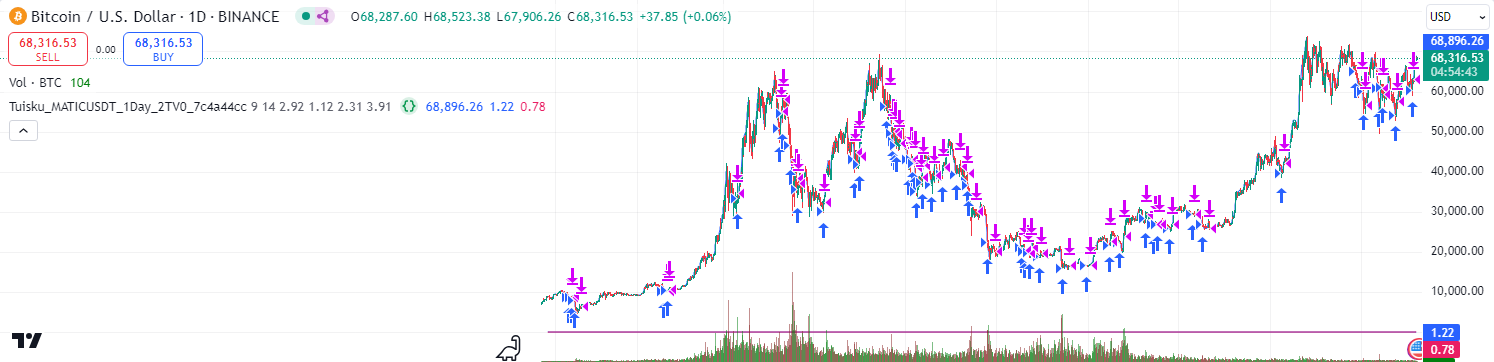 Bitcoin / U.S. Dollar · 1D · BINANCE O68,287.60 H68,523.38 L67,906.26 C68,316.53 +37.85 (+0.06%)
68,316.53 0.00 68,316.53
SELL BUY
Vol · BTC 104
Tuisku_MATICUSDT_1Day_2TV0_7c4a44cc 9 14 2.92 1.12 2.31 3.91 {} 68,896.26 1.22 0.78
USD
68,896.26
68,316.53
04:54:43
60,000.00
50,000.00
40,000.00
30,000.00
20,000.00
10,000.00
1.22
0.78